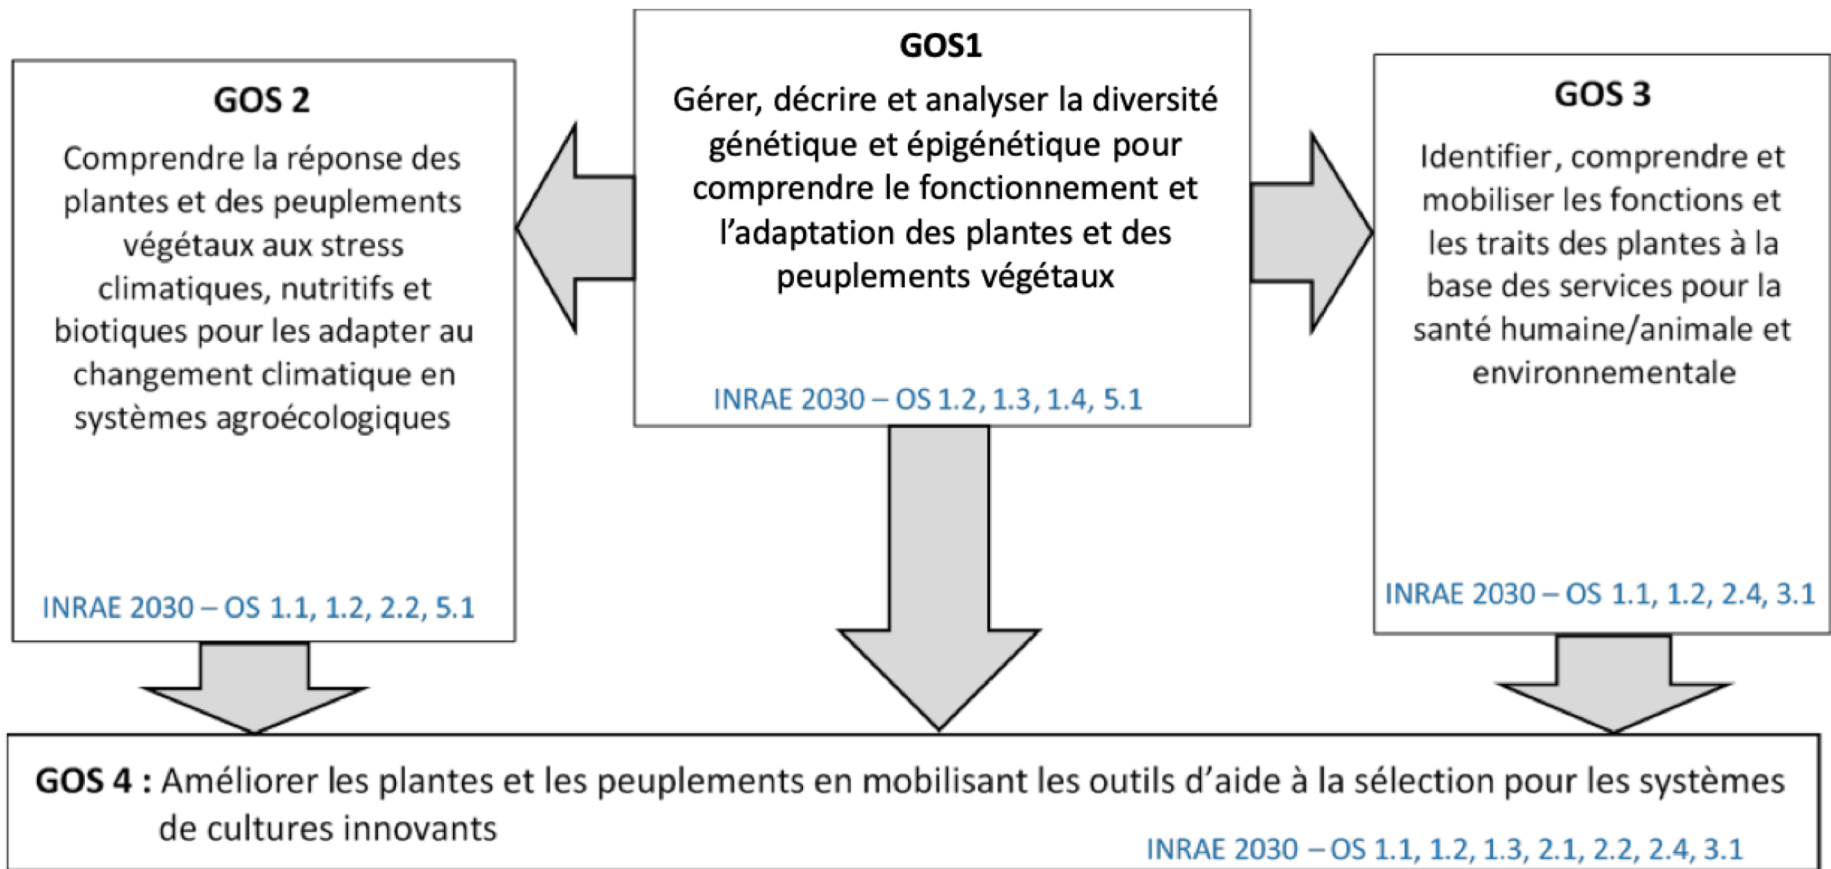 GOS 2
Comprendre la réponse des
plantes et des peuplements
végétaux aux stress
climatiques, nutritifs et
biotiques pour les adapter au
changement climatique en
systèmes agroécologiques
INRAE 2030 – OS 1.1, 1.2, 2.2, 5.1
GOS1
Gérer, décrire et analyser la diversité
génétique et épigénétique pour
comprendre le fonctionnement et
l’adaptation des plantes et des
peuplements végétaux
INRAE 2030 – OS 1.2, 1.3, 1.4, 5.1
GOS 3
Identifier, comprendre et
mobiliser les fonctions et
les traits des plantes à la
base des services pour la
santé humaine/animale et
environnementale
INRAE 2030 – OS 1.1, 1.2, 2.4, 3.1
GOS 4 : Améliorer les plantes et les peuplements en mobilisant les outils d’aide à la sélection pour les systèmes
de cultures innovants
INRAE 2030 – OS 1.1, 1.2, 1.3, 2.1, 2.2, 2.4, 3.1